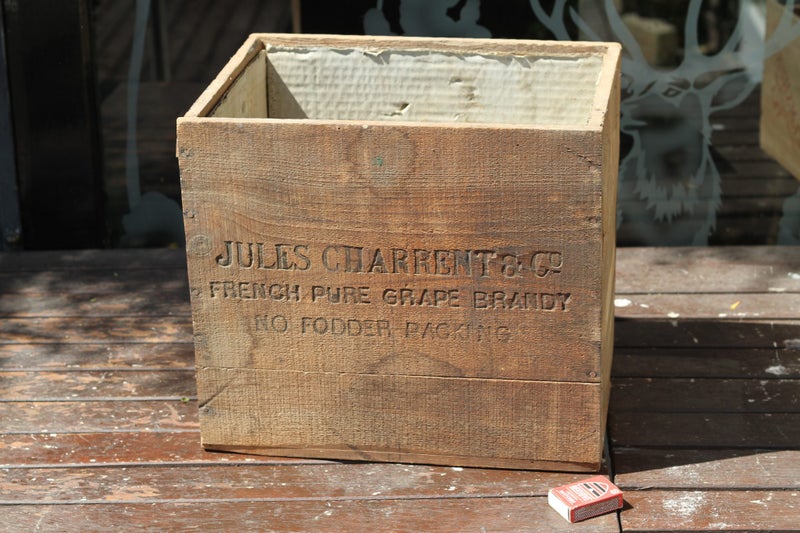 JULES CHARRENT & Co
FRENCH PURE GRAPE BRANDY
NO FODDER PACKING